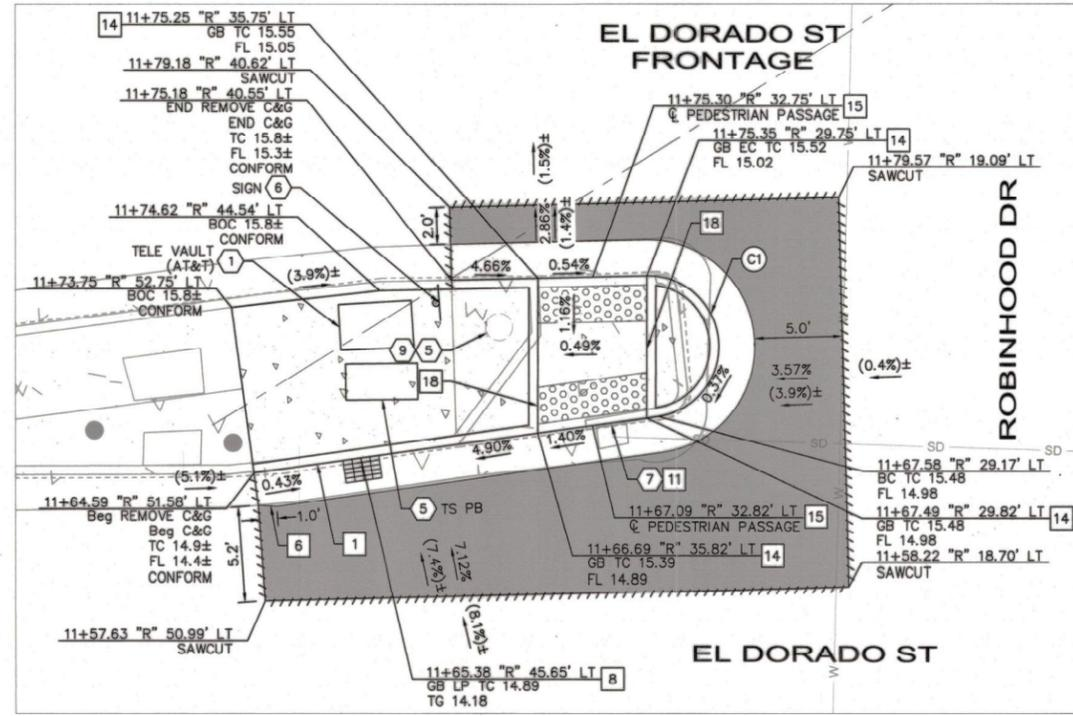 14
11+75.25 "R" 35.75' LT
GB TC 15.55
FL 15.05
11+79.18 "R" 40.62' LT
SAWCUT
11+75.18 "R" 40.55' LT
END REMOVE C&G
END C&G
TC 15.8±
FL 15.3±
CONFORM
SIGN 6
11+74.62 "R" 44.54' LT
BOC 15.8±
CONFORM
TELE VAULT
(AT&T)
1
11+73.75 "R" 52.75' LT
BOC 15.8±
CONFORM
(3.9%)±
EL DORADO ST
FRONTAGE
11+75.30 "R" 32.75' LT 15
℄ PEDESTRIAN PASSAGE
11+75.35 "R" 29.75' LT 14
GB EC TC 15.52
FL 15.02
11+79.57 "R" 19.09' LT
SAWCUT
ROBINHOOD DR
(1.5%)±
2.0'
2.86%
(1.4%)±
18
C1
4.66%
0.54%
1.16%
0.49%
9 5
18
5.0'
3.57%
(3.9%)±
(0.4%)±
0.37%
4.90%
1.40%
SD
SD
SD
W
W
(5.1%)±
0.43%
11+64.59 "R" 51.58' LT
Beg REMOVE C&G
Beg C&G
TC 14.9±
FL 14.4±
CONFORM
1.0'
5.2'
6
1
5 TS PB
7 11
11+67.09 "R" 32.82' LT 15
℄ PEDESTRIAN PASSAGE
11+66.69 "R" 35.82' LT 14
GB TC 15.39
FL 14.89
11+67.58 "R" 29.17' LT
BC TC 15.48
FL 14.98
11+67.49 "R" 29.82' LT 14
GB TC 15.48
FL 14.98
11+58.22 "R" 18.70' LT
SAWCUT
7.12%
(7.4%)±
(8.1%)±
11+57.63 "R" 50.99' LT
SAWCUT
11+65.38 "R" 45.65' LT 8
GB LP TC 14.89
TG 14.18
EL DORADO ST